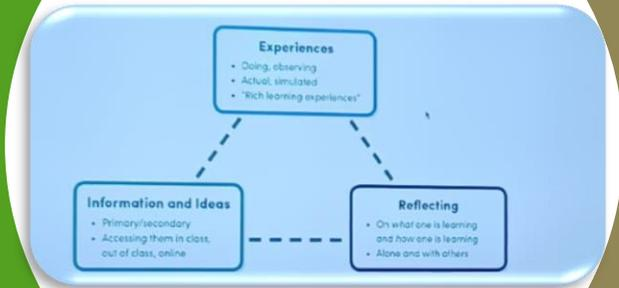 Experiences
• Doing, observing
• Actual, simulated
• "Rich learning experiences"
Information and Ideas
• Primary/secondary
• Accessing them in class,
out of class, online
Reflecting
• On what one is learning
and how one is learning
• Alone and with others